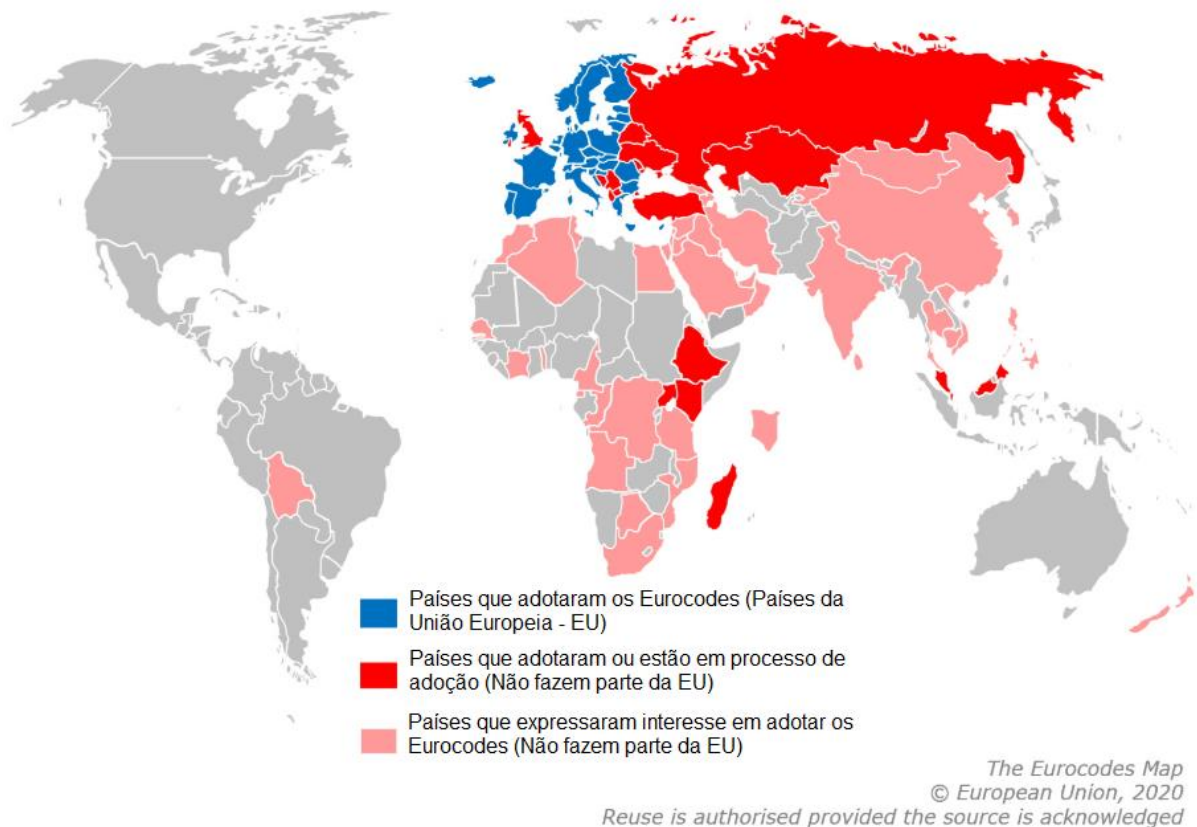 Países que adotaram os Eurocodes (Países da
União Europeia - EU)
Países que adotaram ou estão em processo de
adoção (Não fazem parte da EU)
Países que expressaram interesse em adotar os
Eurocodes (Não fazem parte da EU)
The Eurocodes Map
© European Union, 2020
Reuse is authorised provided the source is acknowledged